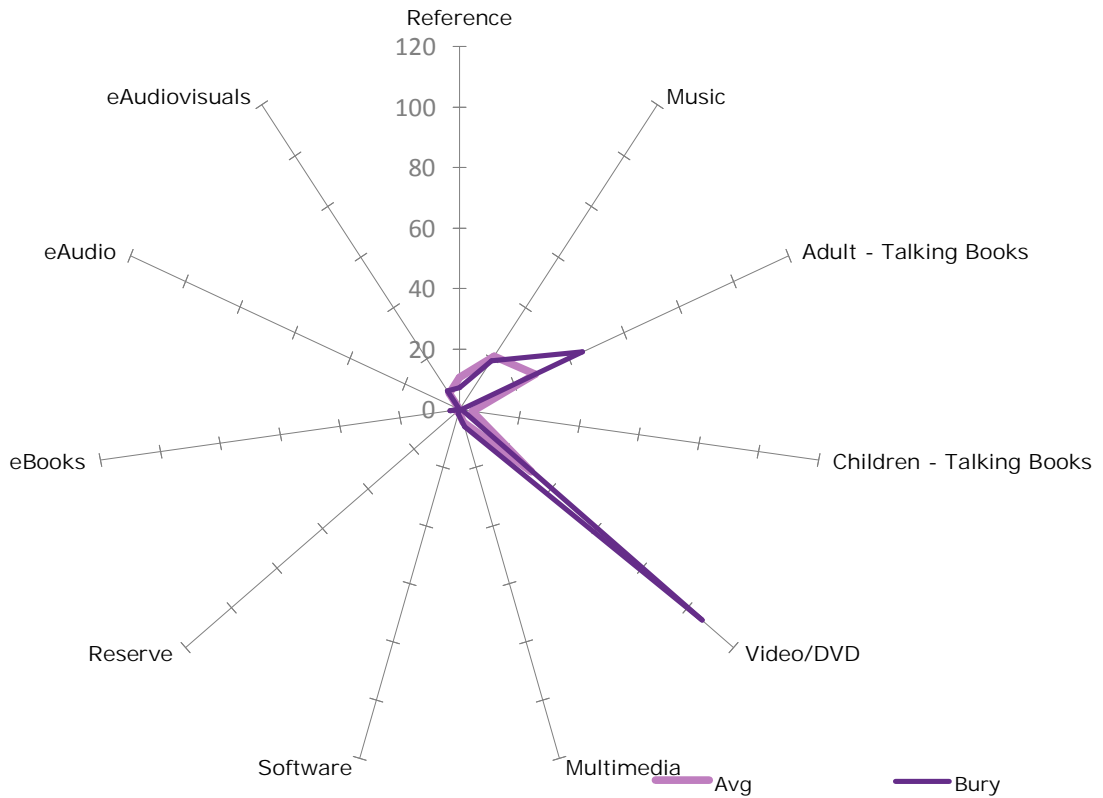 Reference
120
eAudiovisuals
Music
100
80
eAudio
Adult - Talking Books
60
40
20
0
eBooks
Children - Talking Books
Reserve
Video/DVD
Software
Multimedia
Avg
Bury